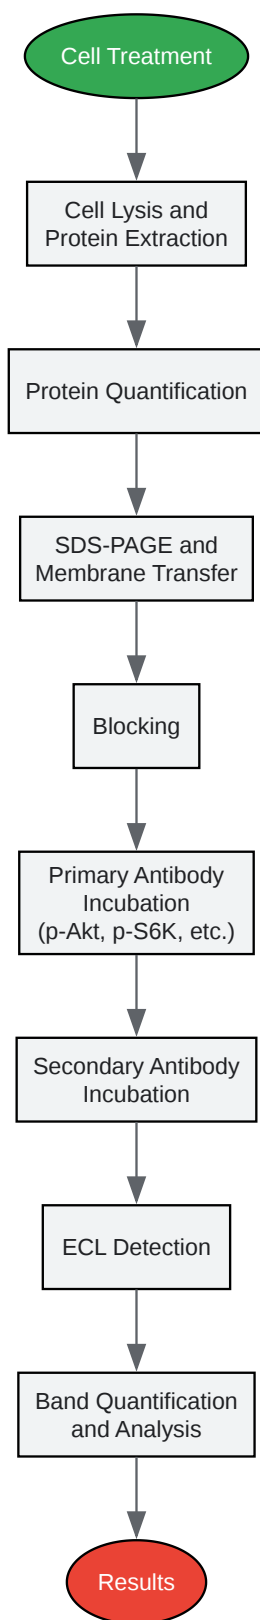 Cell Treatment
Cell Lysis and
Protein Extraction
Protein Quantification
SDS-PAGE and
Membrane Transfer
Blocking
Primary Antibody
Incubation
(p-Akt, p-S6K, etc.)
Secondary Antibody
Incubation
ECL Detection
Band Quantification
and Analysis
Results